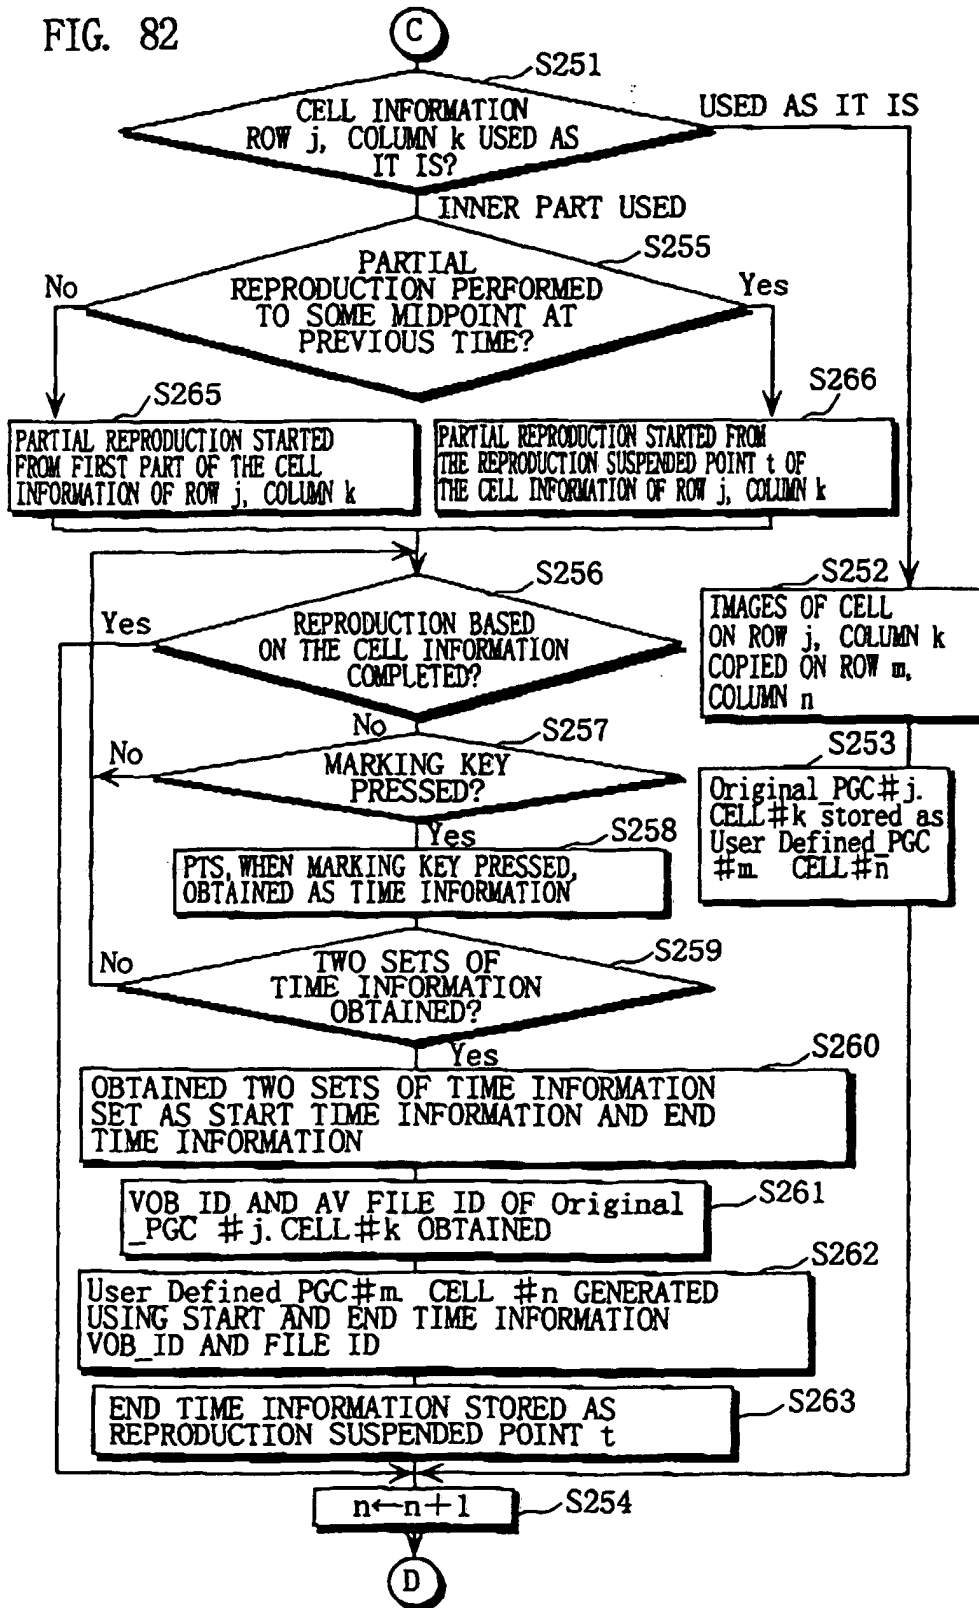 FIG. 82
C
S251
CELL INFORMATION
ROW j, COLUMN k USED AS
IT IS?
USED AS IT IS
INNER PART USED
S255
PARTIAL
REPRODUCTION PERFORMED
TO SOME MIDPOINT AT
PREVIOUS TIME?
No
Yes
S265
PARTIAL REPRODUCTION STARTED
FROM FIRST PART OF THE CELL
INFORMATION OF ROW j, COLUMN k
S266
PARTIAL REPRODUCTION STARTED FROM
THE REPRODUCTION SUSPENDED POINT t OF
THE CELL INFORMATION OF ROW j, COLUMN k
S256
Yes
REPRODUCTION BASED
ON THE CELL INFORMATION
COMPLETED?
No
S252
IMAGES OF CELL
ON ROW j, COLUMN k
COPIED ON ROW m,
COLUMN n
S257
No
MARKING KEY
PRESSED?
Yes
S253
Original_PGC#j.
CELL#k stored as
User Defined_PGC
#m. CELL#n
S258
PTS, WHEN MARKING KEY PRESSED,
OBTAINED AS TIME INFORMATION
S259
No
TWO SETS OF
TIME INFORMATION
OBTAINED?
Yes
S260
OBTAINED TWO SETS OF TIME INFORMATION
SET AS START TIME INFORMATION AND END
TIME INFORMATION
S261
VOB_ID AND AV FILE ID OF Original
_PGC #j. CELL#k OBTAINED
S262
User Defined_PGC#m. CELL #n GENERATED
USING START AND END TIME INFORMATION
VOB_ID AND FILE ID
S263
END TIME INFORMATION STORED AS
REPRODUCTION SUSPENDED POINT t
S254
n←n+1
D